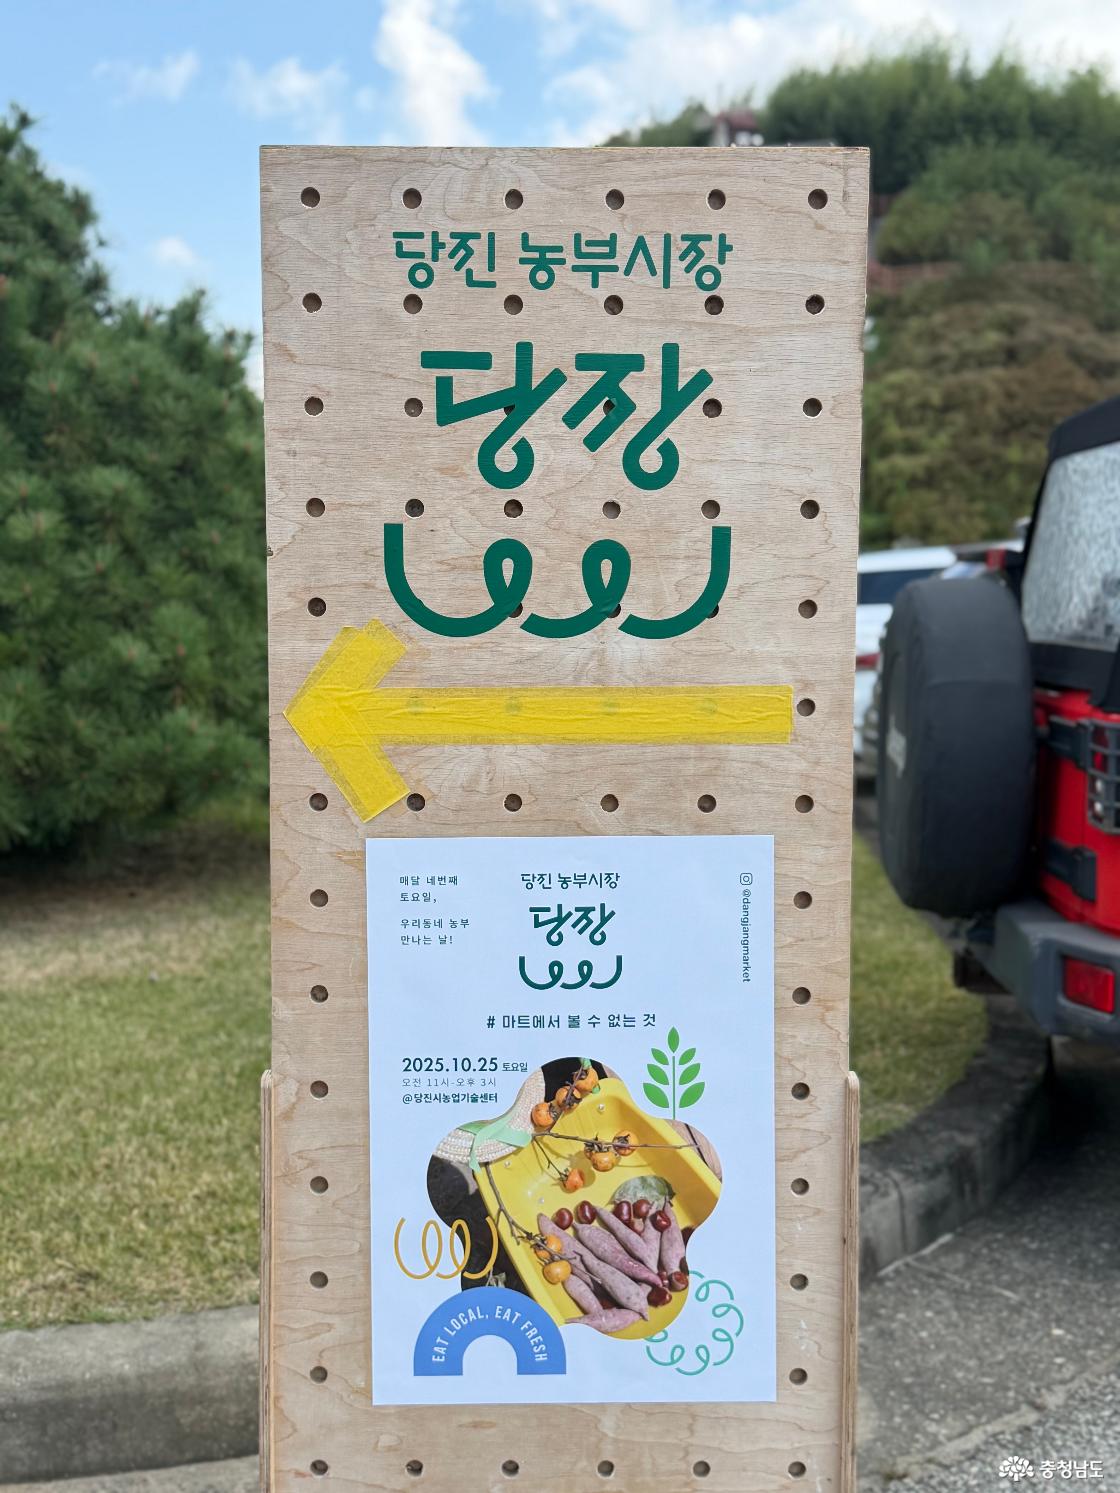 당진 농부시장
당장
매달 네번째
토요일,
우리동네 농부
만나는 날!
당진 농부시장
당장
@dangjangmarket
# 마트에서 볼 수 없는 것
2025.10.25 토요일
오전 11시-오후 3시
@당진시농업기술센터
EAT LOCAL, EAT FRESH
충청남도